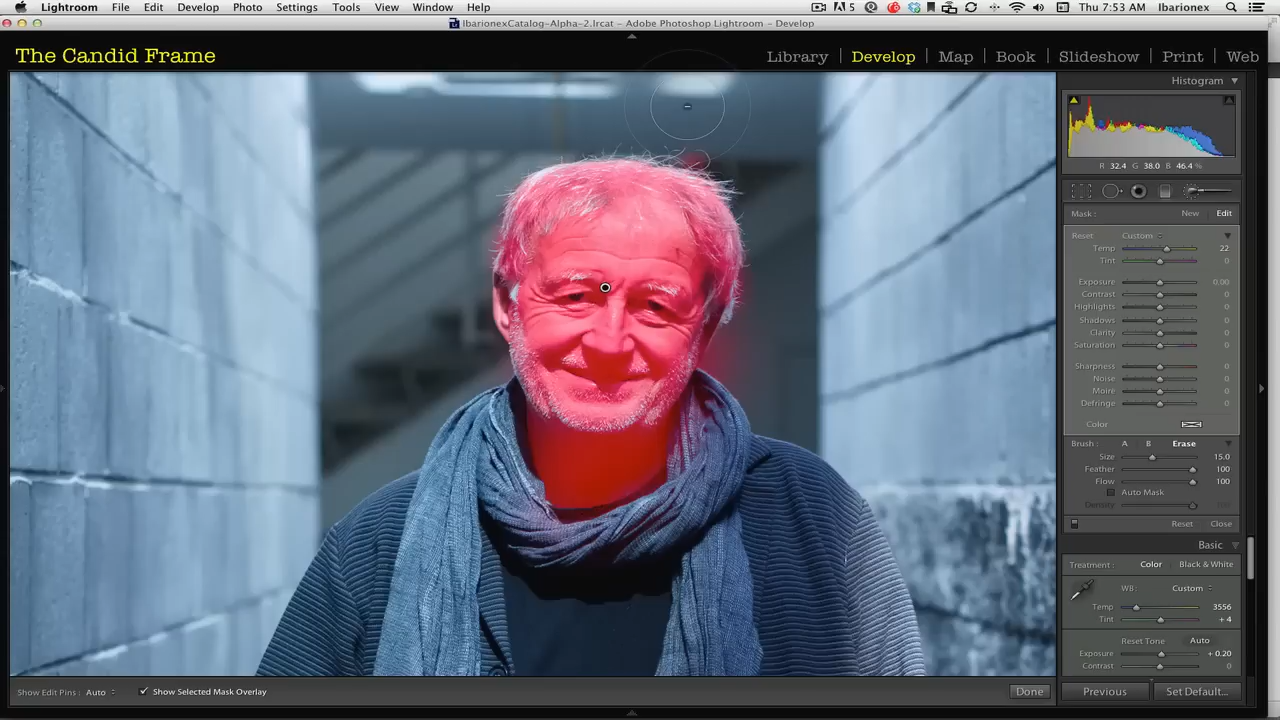 Lightroom File Edit Develop Photo Settings Tools View Window Help 5 Thu 7:53 AM Ibarionex
IbarionexCatalog-Alpha-2.lrcat - Adobe Photoshop Lightroom - Develop
The Candid Frame Library Develop Map Book Slideshow Print Web
Histogram
R 32.4 G 38.0 B 46.4 %
Mask: New Edit
Reset Custom
Temp 22
Tint 0
Exposure 0.00
Contrast 0
Highlights 0
Shadows 0
Clarity 0
Saturation 0
Sharpness 0
Noise 0
Moire 0
Defringe 0
Color
Brush: A B Erase
Size 15.0
Feather 100
Flow 100
Auto Mask
Density
Reset Close
Basic
Treatment: Color Black & White
WB: Custom
Temp 3556
Tint + 4
Reset Tone Auto
Exposure + 0.20
Contrast 0
Show Edit Pins: Auto Show Selected Mask Overlay Done Previous Set Default...